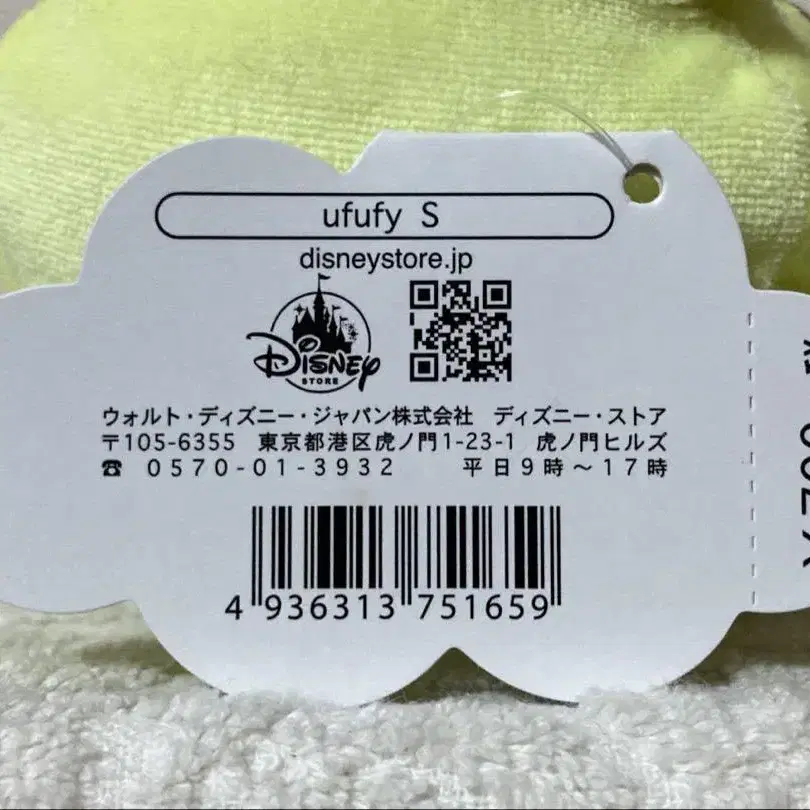 ufufy S
disneystore.jp
Disney
STORE
ウォルト・ディズニー・ジャパン株式会社 ディズニー・ストア
〒105-6355 東京都港区虎ノ門1-23-1 虎ノ門ヒルズ
☎ 0570-01-3932 平日9時～17時
4 936313 751659